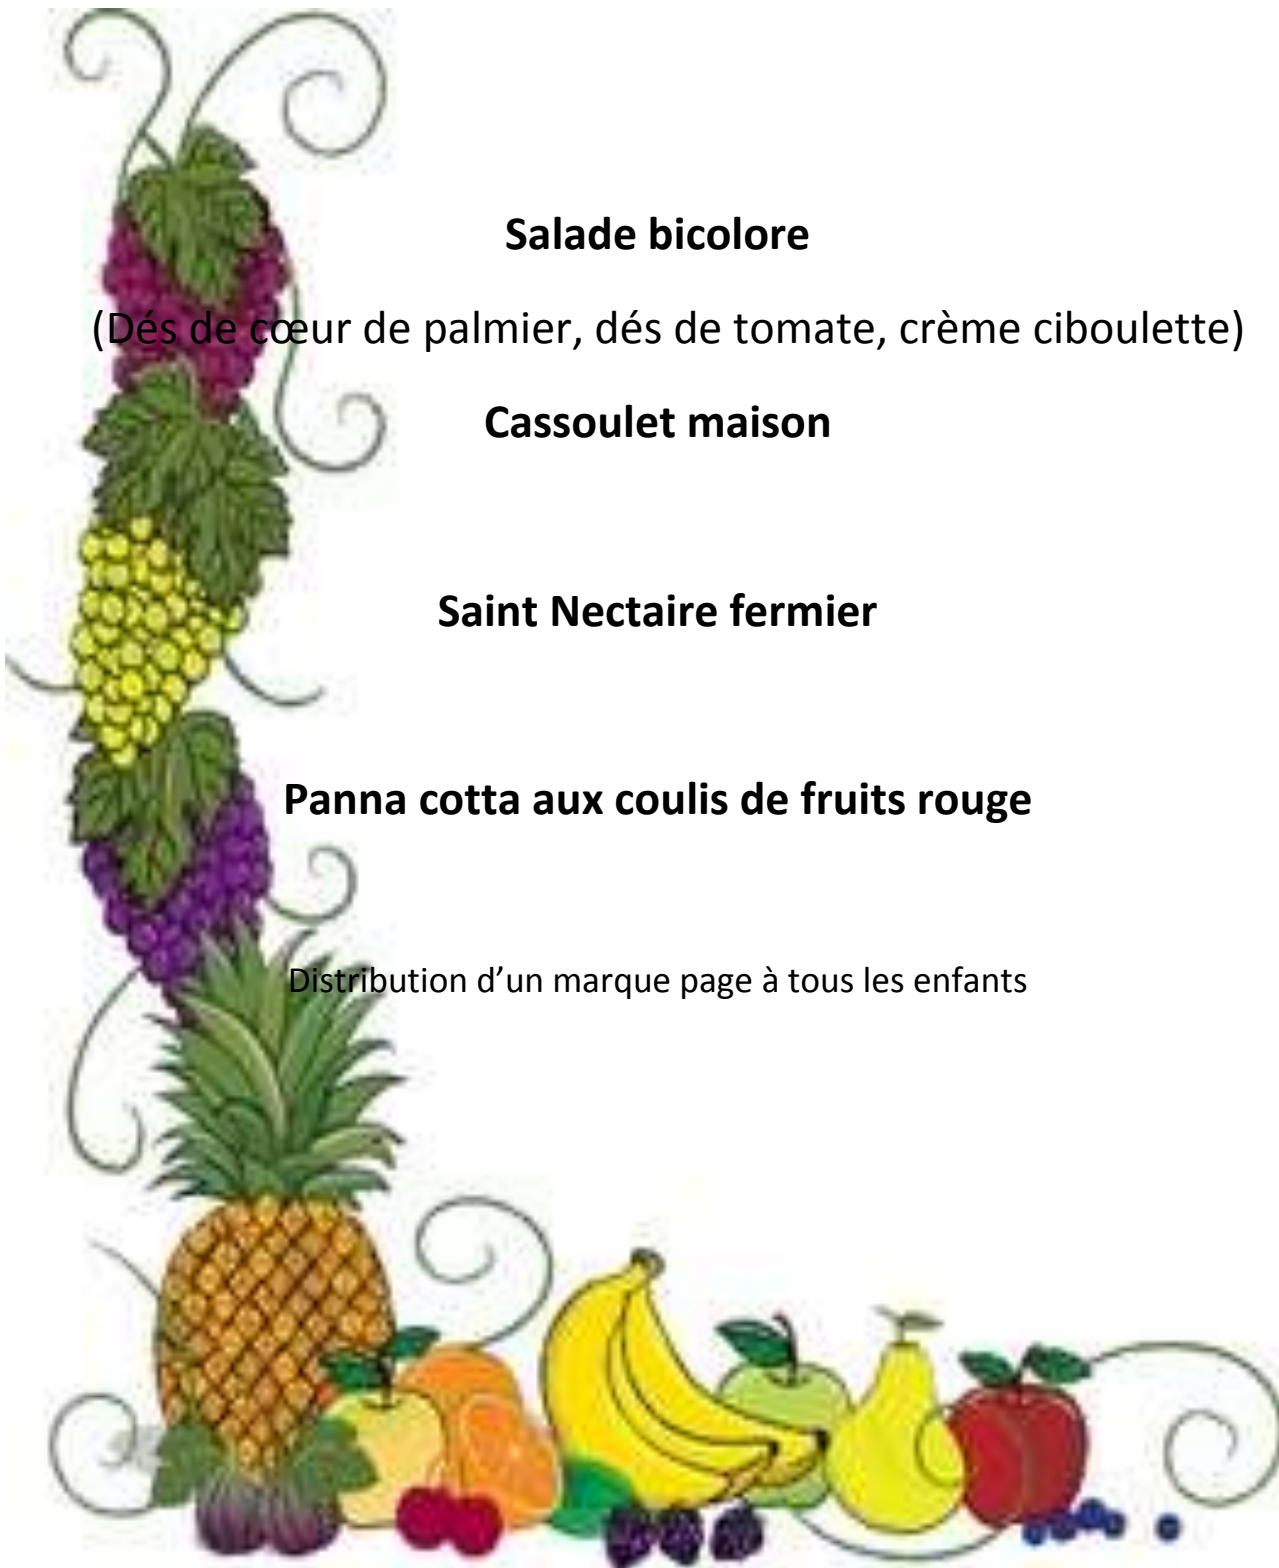 Salade bicolore
(Dés de cœur de palmier, dés de tomate, crème ciboulette)
Cassoulet maison
Saint Nectaire fermier
Panna cotta aux coulis de fruits rouge
Distribution d’un marque page à tous les enfants